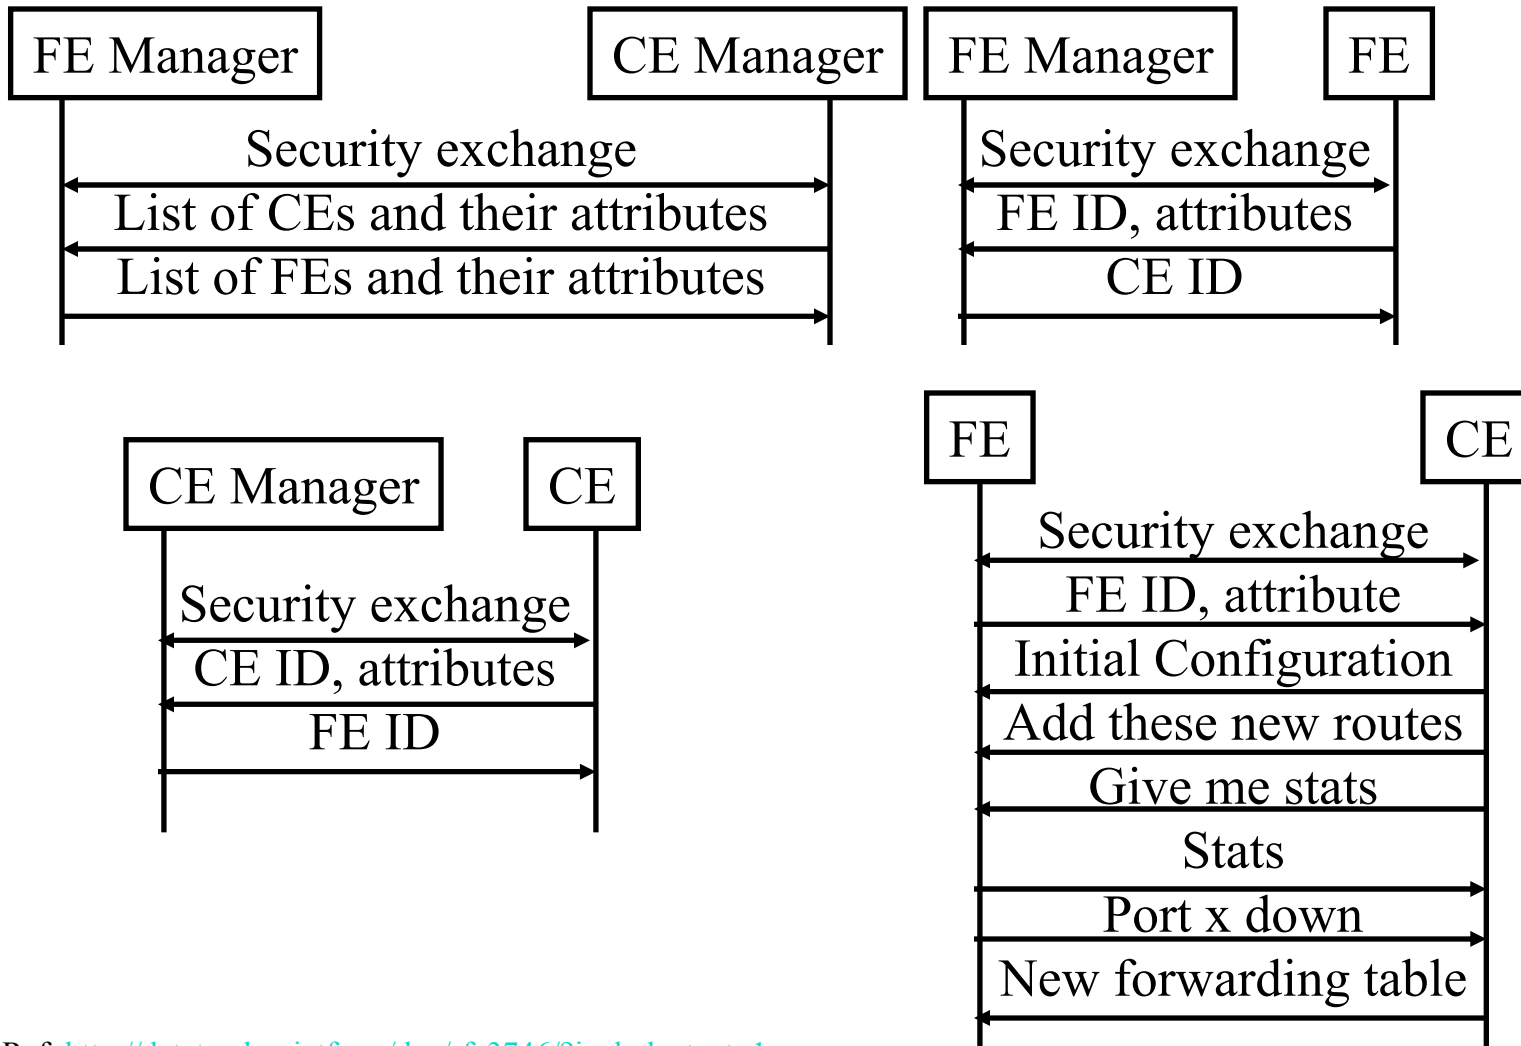 FE Manager
CE Manager
Security exchange
List of CEs and their attributes
List of FEs and their attributes
FE Manager
FE
Security exchange
FE ID, attributes
CE ID
CE Manager
CE
Security exchange
CE ID, attributes
FE ID
FE
CE
Security exchange
FE ID, attribute
Initial Configuration
Add these new routes
Give me stats
Stats
Port x down
New forwarding table